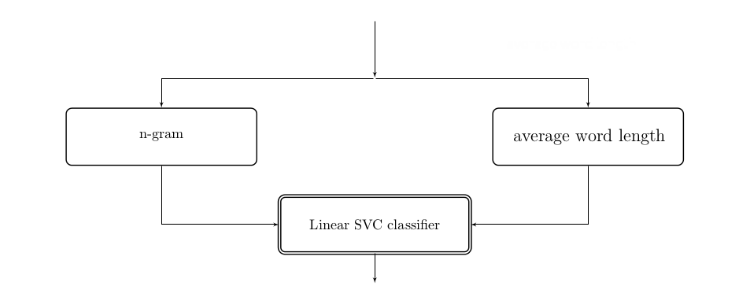 n-gram
average word length
Linear SVC classifier